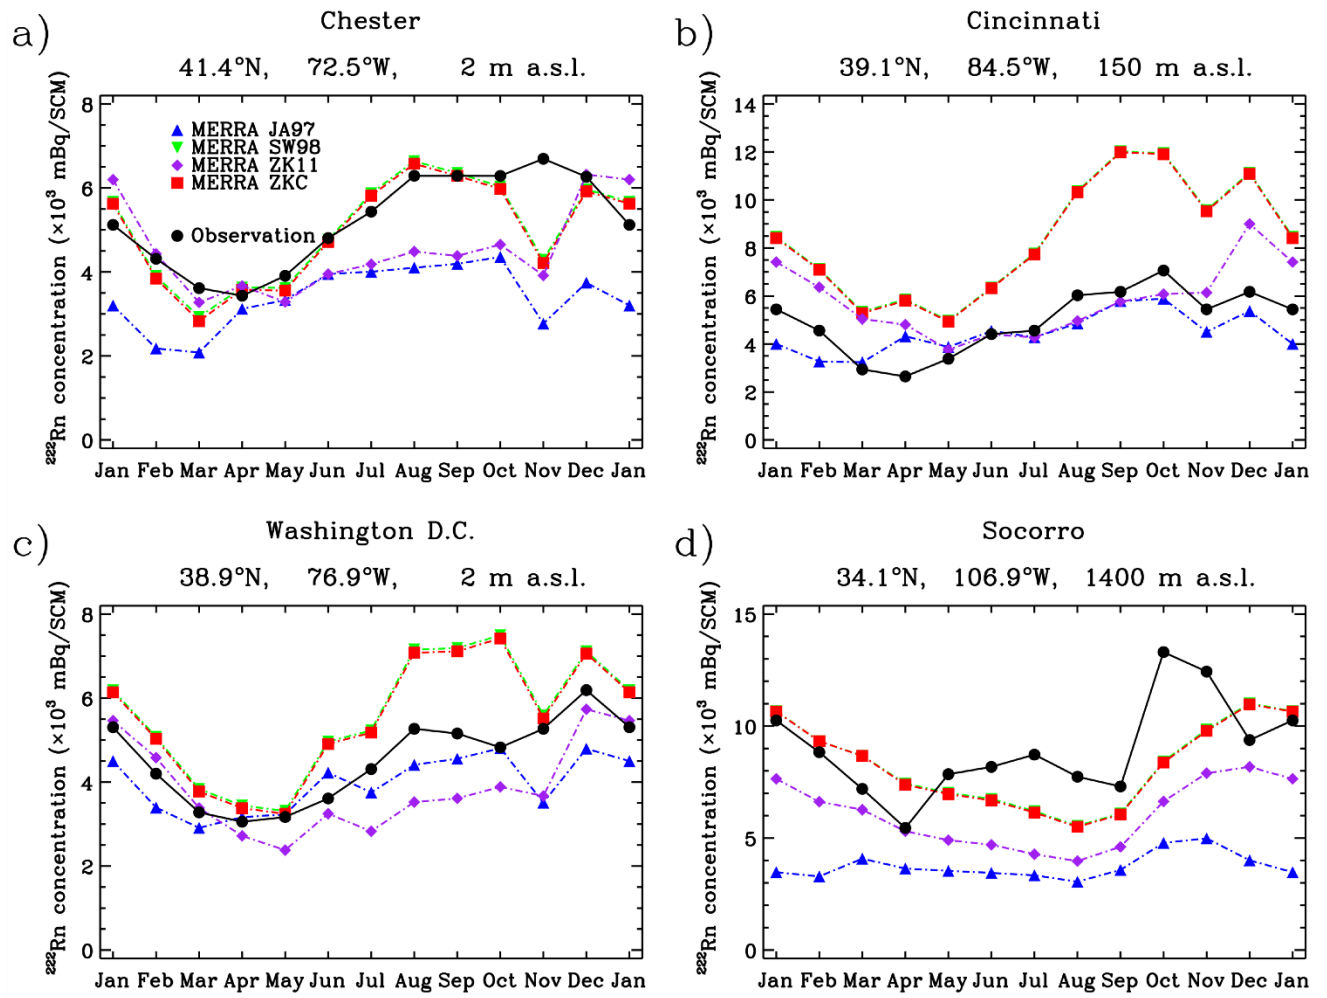 a)
Chester
41.4°N, 72.5°W, 2 m a.s.l.
²²²Rn concentration (×10³ mBq/SCM)
8
6
4
2
0
MERRA JA97
MERRA SW98
MERRA ZK11
MERRA ZKC
Observation
Jan Feb Mar Apr May Jun Jul Aug Sep Oct Nov Dec Jan
b)
Cincinnati
39.1°N, 84.5°W, 150 m a.s.l.
²²²Rn concentration (×10³ mBq/SCM)
14
12
10
8
6
4
2
0
Jan Feb Mar Apr May Jun Jul Aug Sep Oct Nov Dec Jan
c)
Washington D.C.
38.9°N, 76.9°W, 2 m a.s.l.
²²²Rn concentration (×10³ mBq/SCM)
8
6
4
2
0
Jan Feb Mar Apr May Jun Jul Aug Sep Oct Nov Dec Jan
d)
Socorro
34.1°N, 106.9°W, 1400 m a.s.l.
²²²Rn concentration (×10³ mBq/SCM)
15
10
5
0
Jan Feb Mar Apr May Jun Jul Aug Sep Oct Nov Dec Jan